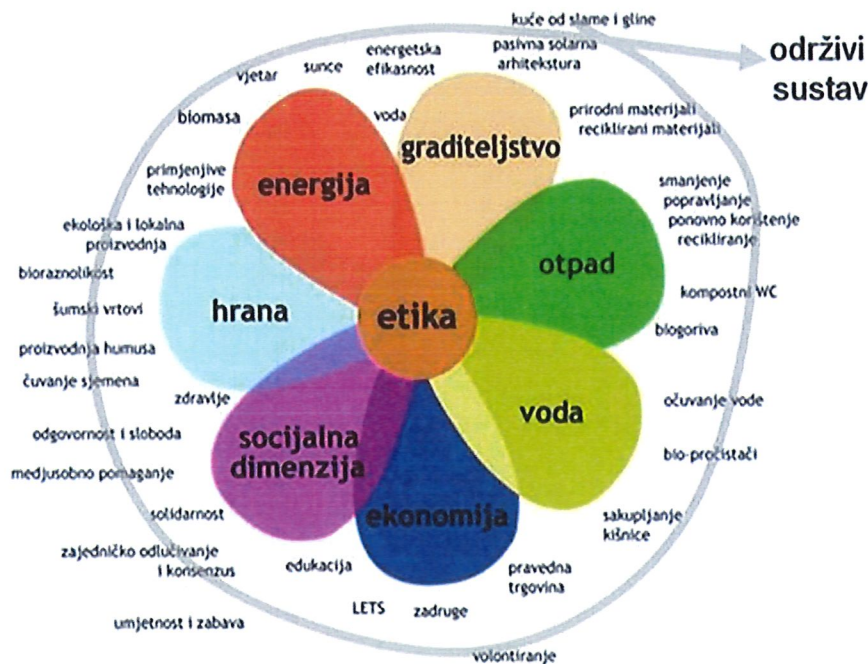 kuće od slame i gline
održivi
sustav
pasivna solarna
arhitektura
energetska
efikasnost
sunce
vjetar
voda
biomasa
prirodni materijali
reciklirani materijali
graditeljstvo
energija
primjenjive
tehnologije
smanjenje
popravljanje
ponovno korištenje
recikliranje
ekološka i lokalna
proizvodnja
otpad
bioraznolikost
kompostni WC
hrana
etika
šumski vrtovi
biogoriva
proizvodnja humusa
čuvanje sjemena
zdravlje
očuvanje vode
voda
odgovornost i sloboda
socijalna
dimenzija
bio-pročistači
medjusobno pomaganje
solidarnost
ekonomija
sakupljanje
kišnice
zajedničko odlučivanje
i konsenzus
edukacija
pravedna
trgovina
LETS
zadruge
umjetnost i zabava
volontiranje